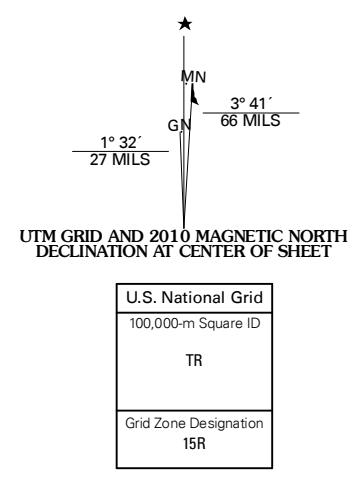 ★
MN
3° 41´
66 MILS
GN
1° 32´
27 MILS
UTM GRID AND 2010 MAGNETIC NORTH
DECLINATION AT CENTER OF SHEET
U.S. National Grid
100,000-m Square ID
TR
Grid Zone Designation
15R